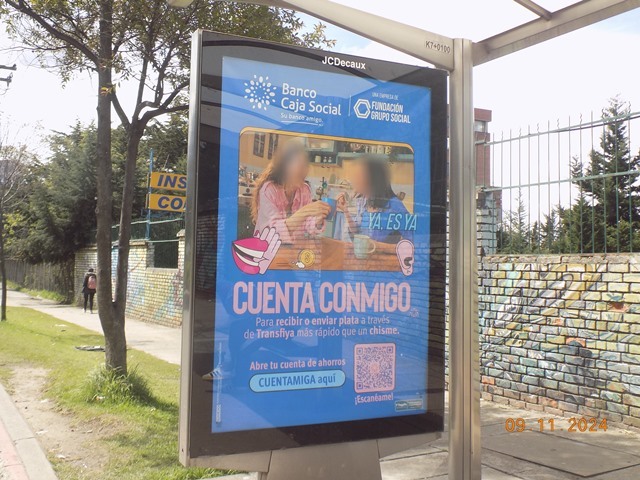 K7+0100
JCDecaux
Banco
Caja Social
Su banco amigo.
UNA EMPRESA DE
FUNDACIÓN
GRUPO SOCIAL
INS
CO
YA, ES YA
CUENTA CONMIGO
Para recibir o enviar plata a través
de Transfiya más rápido que un chisme.
Abre tu cuenta de ahorros
CUENTAMIGA aquí
¡Escanéame!
09 11 2024